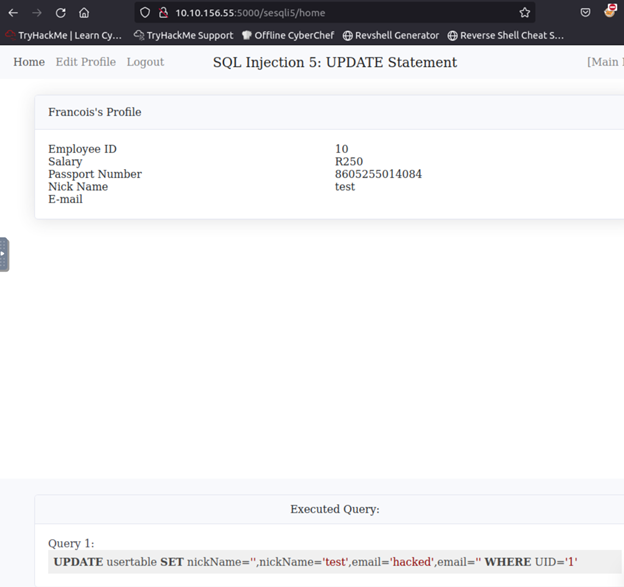 10.10.156.55:5000/sesqli5/home
TryHackMe | Learn Cy... TryHackMe Support Offline CyberChef Revshell Generator Reverse Shell Cheat S...
Home Edit Profile Logout SQL Injection 5: UPDATE Statement [Main
Francois's Profile
Employee ID 10
Salary R250
Passport Number 8605255014084
Nick Name test
E-mail
Executed Query:
Query 1:
UPDATE usertable SET nickName='',nickName='test',email='hacked',email='' WHERE UID='1'